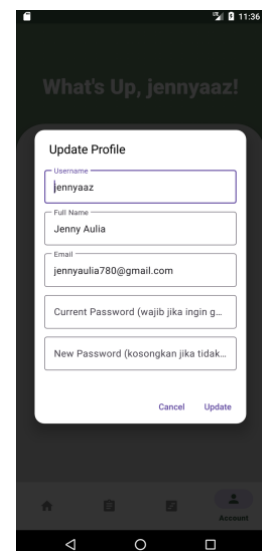 11:36
What's Up, jennyaaz!
Update Profile
Username
jennyaaz
Full Name
Jenny Aulia
Email
jennyaulia780@gmail.com
Current Password (wajib jika ingin g...
New Password (kosongkan jika tidak...
Cancel Update
Account